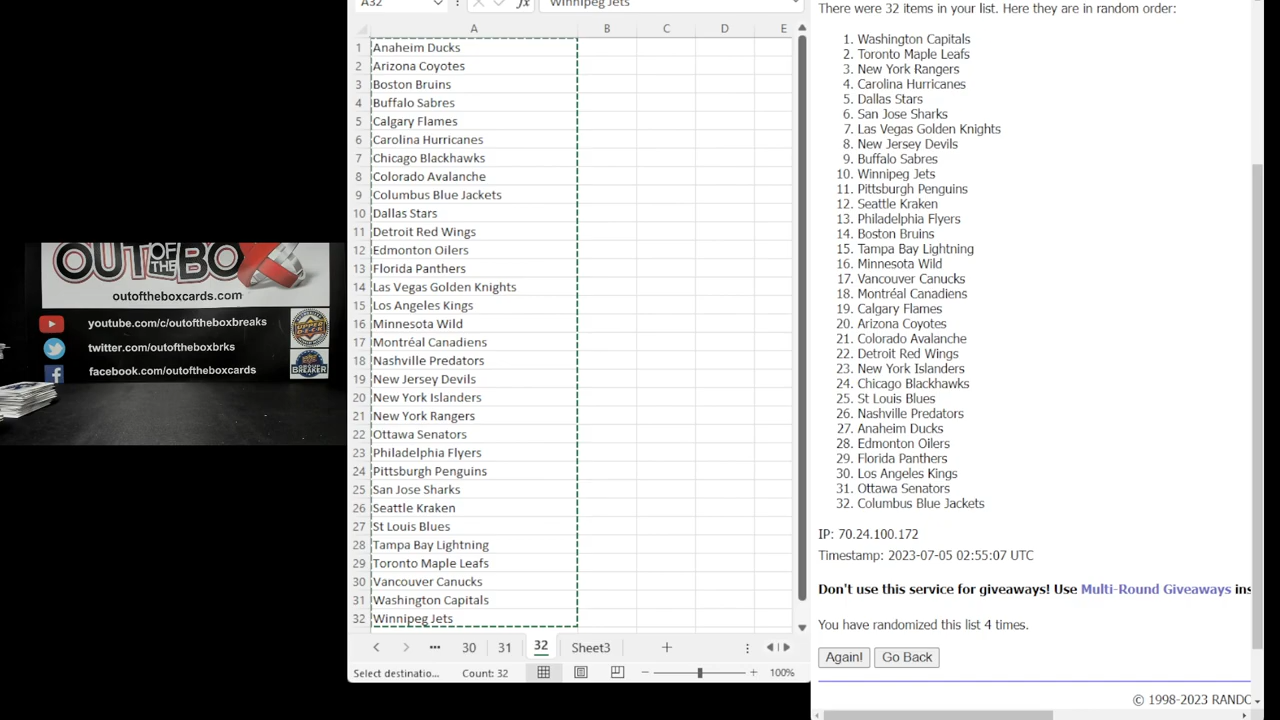 OUT OF THE BOX
outoftheboxcards.com
youtube.com/c/outoftheboxbreaks
twitter.com/outoftheboxbrks
facebook.com/outoftheboxcards
A32
fx
Winnipeg Jets
A B C D E
1 Anaheim Ducks
2 Arizona Coyotes
3 Boston Bruins
4 Buffalo Sabres
5 Calgary Flames
6 Carolina Hurricanes
7 Chicago Blackhawks
8 Colorado Avalanche
9 Columbus Blue Jackets
10 Dallas Stars
11 Detroit Red Wings
12 Edmonton Oilers
13 Florida Panthers
14 Las Vegas Golden Knights
15 Los Angeles Kings
16 Minnesota Wild
17 Montréal Canadiens
18 Nashville Predators
19 New Jersey Devils
20 New York Islanders
21 New York Rangers
22 Ottawa Senators
23 Philadelphia Flyers
24 Pittsburgh Penguins
25 San Jose Sharks
26 Seattle Kraken
27 St Louis Blues
28 Tampa Bay Lightning
29 Toronto Maple Leafs
30 Vancouver Canucks
31 Washington Capitals
32 Winnipeg Jets
... 30 31 32 Sheet3 +
Select destinatio... Count: 32 100%
There were 32 items in your list. Here they are in random order:
1. Washington Capitals
2. Toronto Maple Leafs
3. New York Rangers
4. Carolina Hurricanes
5. Dallas Stars
6. San Jose Sharks
7. Las Vegas Golden Knights
8. New Jersey Devils
9. Buffalo Sabres
10. Winnipeg Jets
11. Pittsburgh Penguins
12. Seattle Kraken
13. Philadelphia Flyers
14. Boston Bruins
15. Tampa Bay Lightning
16. Minnesota Wild
17. Vancouver Canucks
18. Montréal Canadiens
19. Calgary Flames
20. Arizona Coyotes
21. Colorado Avalanche
22. Detroit Red Wings
23. New York Islanders
24. Chicago Blackhawks
25. St Louis Blues
26. Nashville Predators
27. Anaheim Ducks
28. Edmonton Oilers
29. Florida Panthers
30. Los Angeles Kings
31. Ottawa Senators
32. Columbus Blue Jackets
IP: 70.24.100.172
Timestamp: 2023-07-05 02:55:07 UTC
Don't use this service for giveaways! Use Multi-Round Giveaways ins
You have randomized this list 4 times.
Again! Go Back
© 1998-2023 RANDO